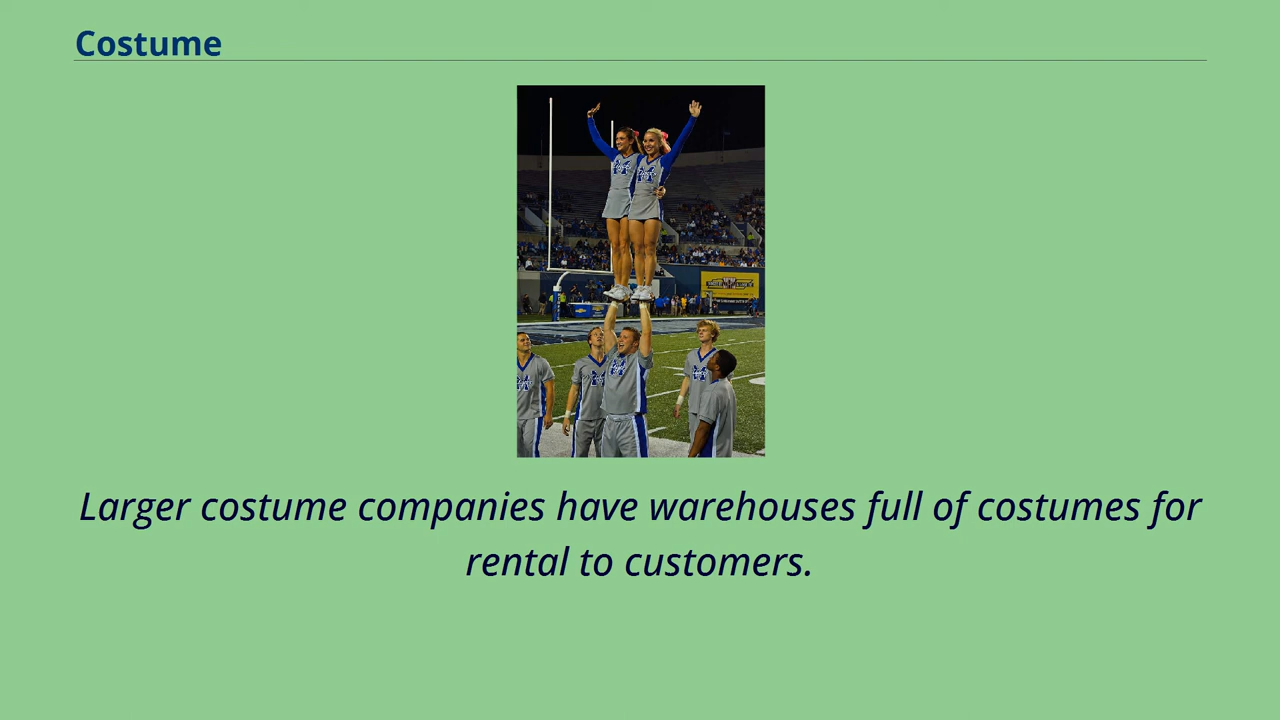 Costume
Larger costume companies have warehouses full of costumes for
rental to customers.